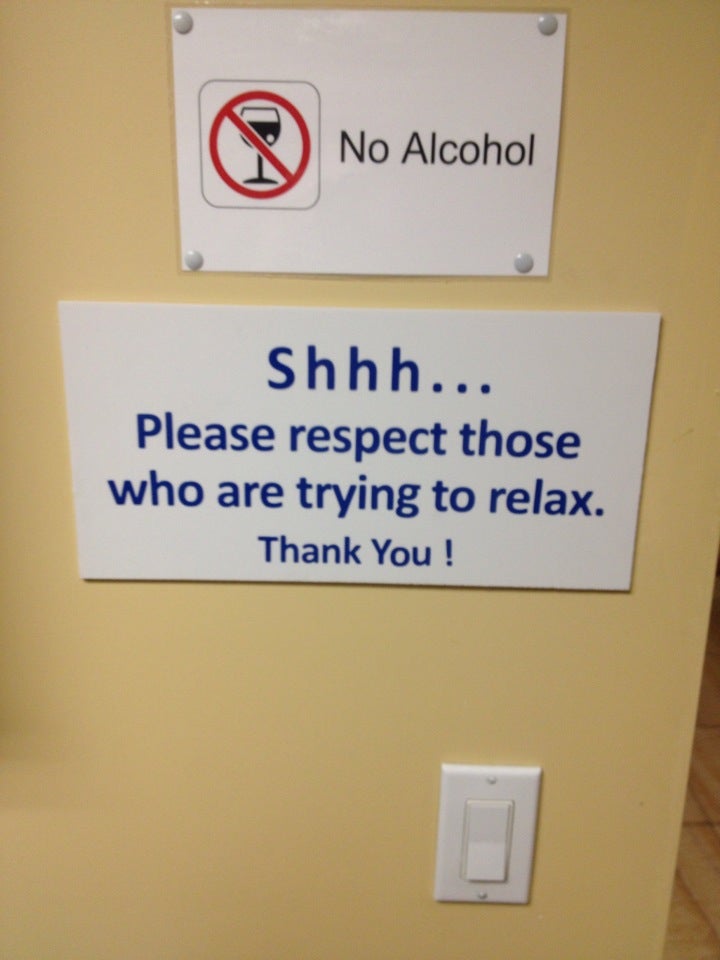 No Alcohol
Shhh...
Please respect those
who are trying to relax.
Thank You !